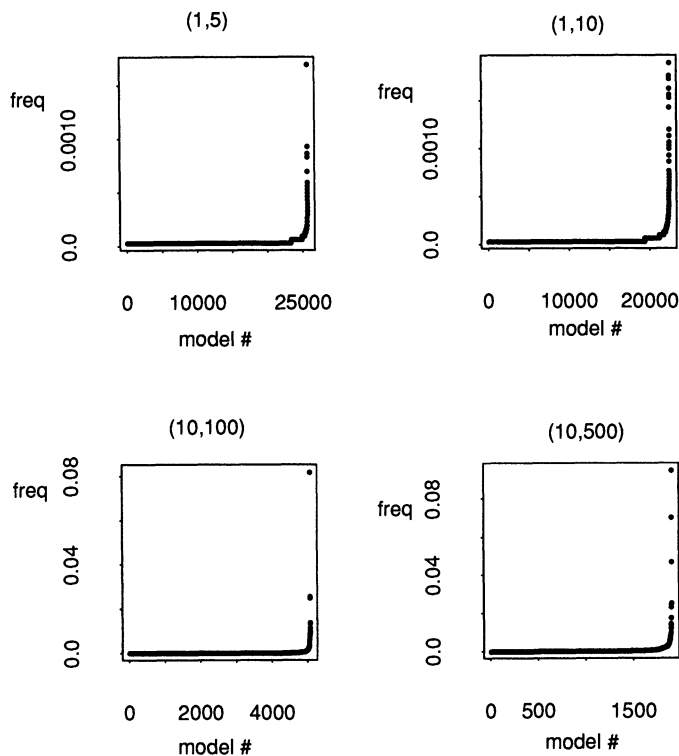 (1,5)
freq
0.0010
0.0
0 10000 25000
model #
(1,10)
freq
0.0010
0.0
0 10000 20000
model #
(10,100)
freq
0.08
0.04
0.0
0 2000 4000
model #
(10,500)
freq
0.08
0.04
0.0
0 500 1500
model #